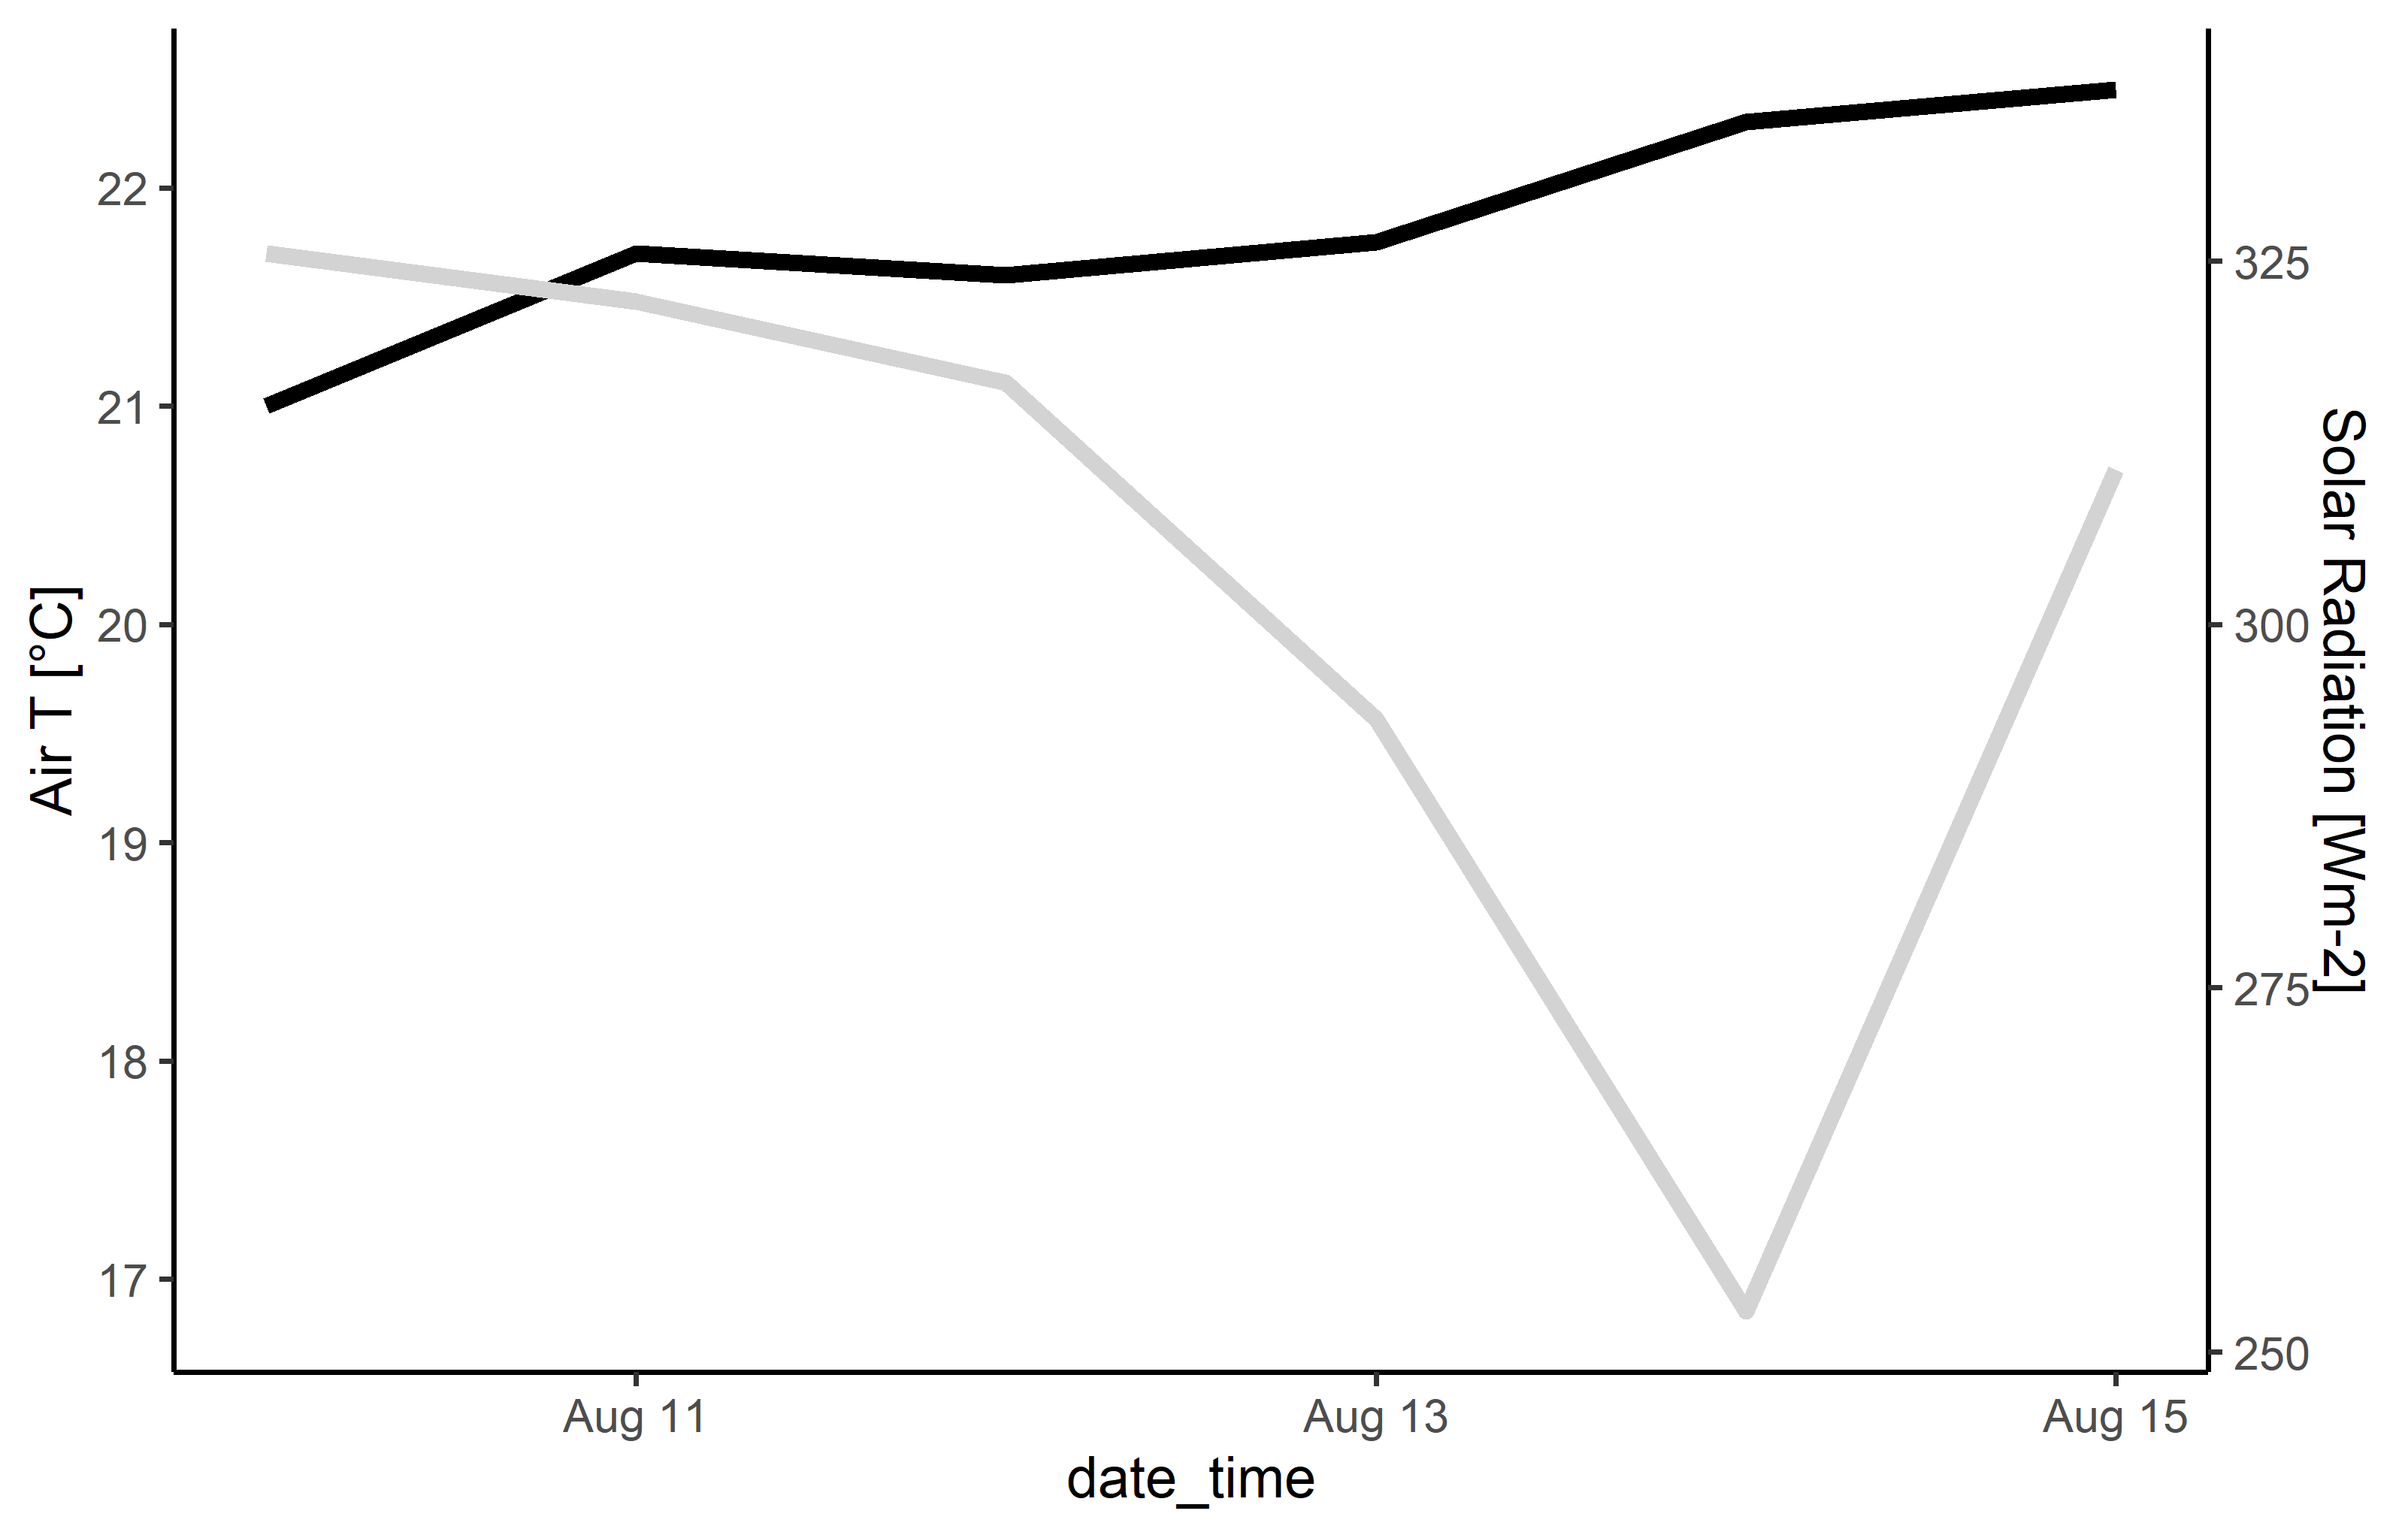 Air T [°C]
22
21
20
19
18
17
325
300
275
250
Solar Radiation [Wm-2]
Aug 11
Aug 13
Aug 15
date_time